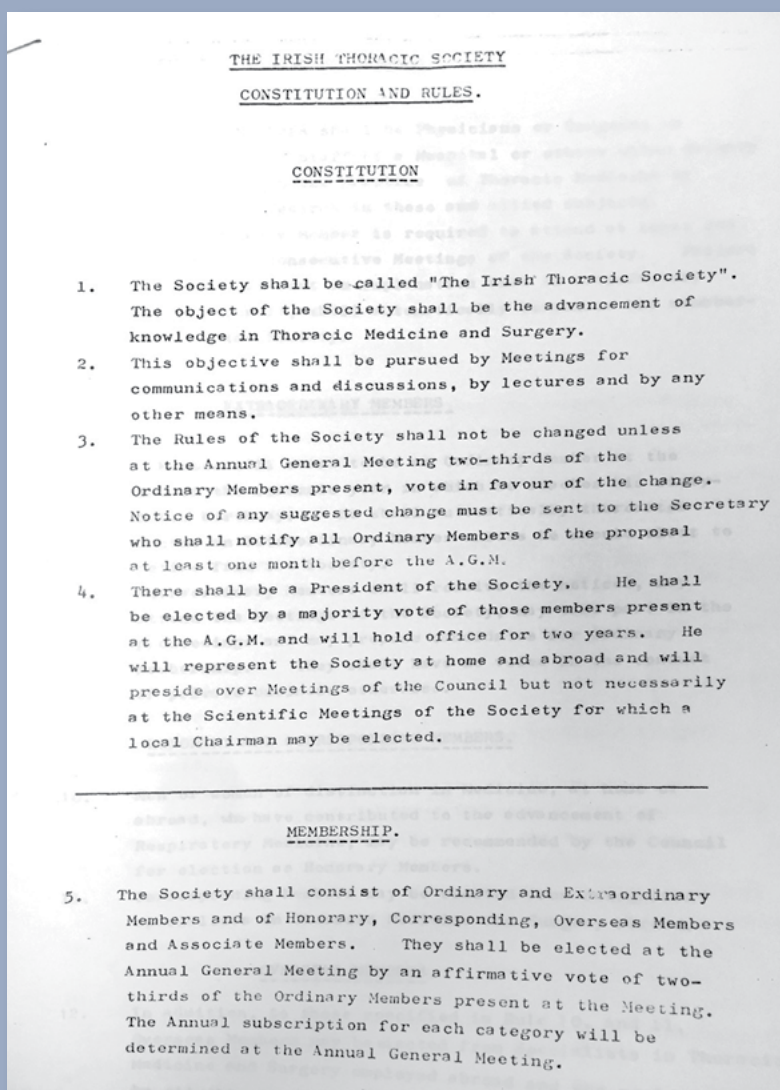 THE IRISH THORACIC SOCIETY
CONSTITUTION AND RULES.
CONSTITUTION
1. The Society shall be called "The Irish Thoracic Society".
The object of the Society shall be the advancement of
knowledge in Thoracic Medicine and Surgery.
2. This objective shall be pursued by Meetings for
communications and discussions, by lectures and by any
other means.
3. The Rules of the Society shall not be changed unless
at the Annual General Meeting two-thirds of the
Ordinary Members present, vote in favour of the change.
Notice of any suggested change must be sent to the Secretary
who shall notify all Ordinary Members of the proposal
at least one month before the A.G.M.
4. There shall be a President of the Society. He shall
be elected by a majority vote of those members present
at the A.G.M. and will hold office for two years. He
will represent the Society at home and abroad and will
preside over Meetings of the Council but not necessarily
at the Scientific Meetings of the Society for which a
local Chairman may be elected.
MEMBERSHIP.
5. The Society shall consist of Ordinary and Extraordinary
Members and of Honorary, Corresponding, Overseas Members
and Associate Members. They shall be elected at the
Annual General Meeting by an affirmative vote of two-
thirds of the Ordinary Members present at the Meeting.
The Annual subscription for each category will be
determined at the Annual General Meeting.